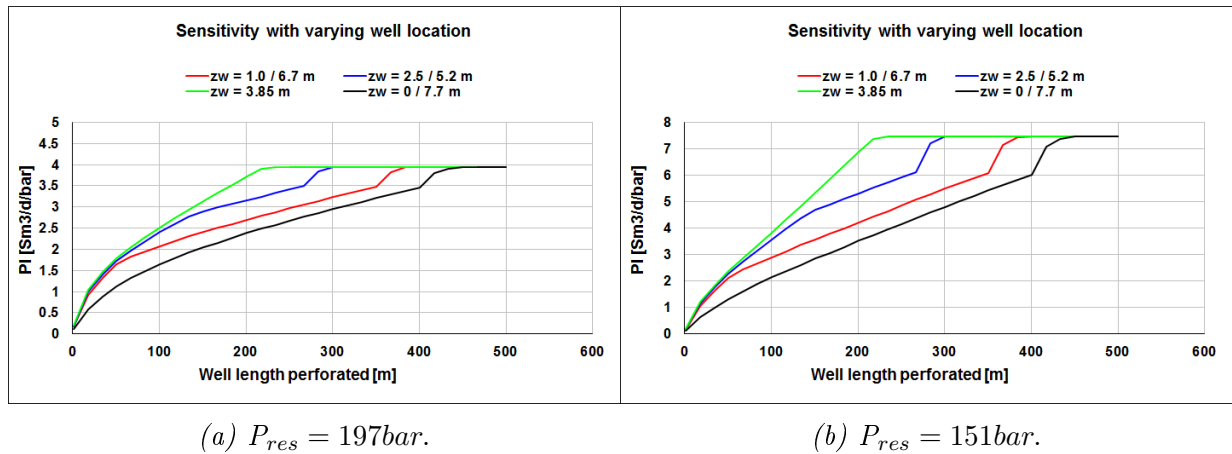 Sensitivity with varying well location
zw = 1.0 / 6.7 m
zw = 2.5 / 5.2 m
zw = 3.85 m
zw = 0 / 7.7 m
PI [Sm3/d/bar]
5
4.5
4
3.5
3
2.5
2
1.5
1
0.5
0
0 100 200 300 400 500 600
Well length perforated [m]
(a) P_res = 197bar.
Sensitivity with varying well location
zw = 1.0 / 6.7 m
zw = 2.5 / 5.2 m
zw = 3.85 m
zw = 0 / 7.7 m
PI [Sm3/d/bar]
8
7
6
5
4
3
2
1
0
0 100 200 300 400 500 600
Well length perforated [m]
(b) P_res = 151bar.